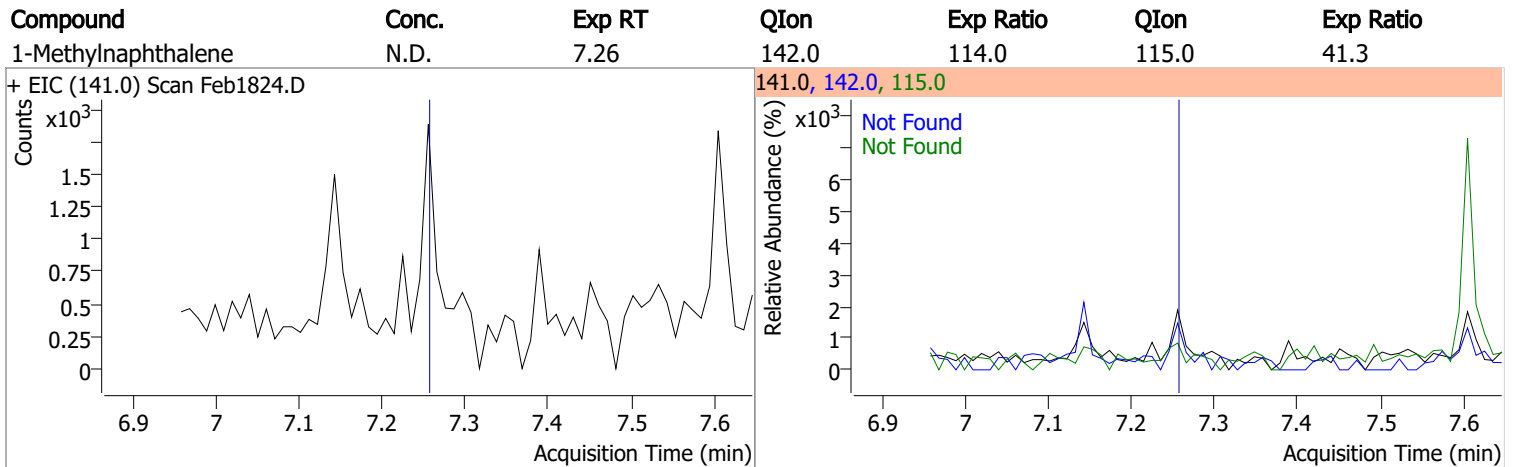 Compound Conc. Exp RT QIon Exp Ratio QIon Exp Ratio
1-Methylnaphthalene N.D. 7.26 142.0 114.0 115.0 41.3
+ EIC (141.0) Scan Feb1824.D
Counts
x10³
1.5
1.25
1
0.75
0.5
0.25
0
6.9 7 7.1 7.2 7.3 7.4 7.5 7.6
Acquisition Time (min)
141.0, 142.0, 115.0
Relative Abundance (%)
x10³
Not Found
Not Found
6
5
4
3
2
1
0
6.9 7 7.1 7.2 7.3 7.4 7.5 7.6
Acquisition Time (min)